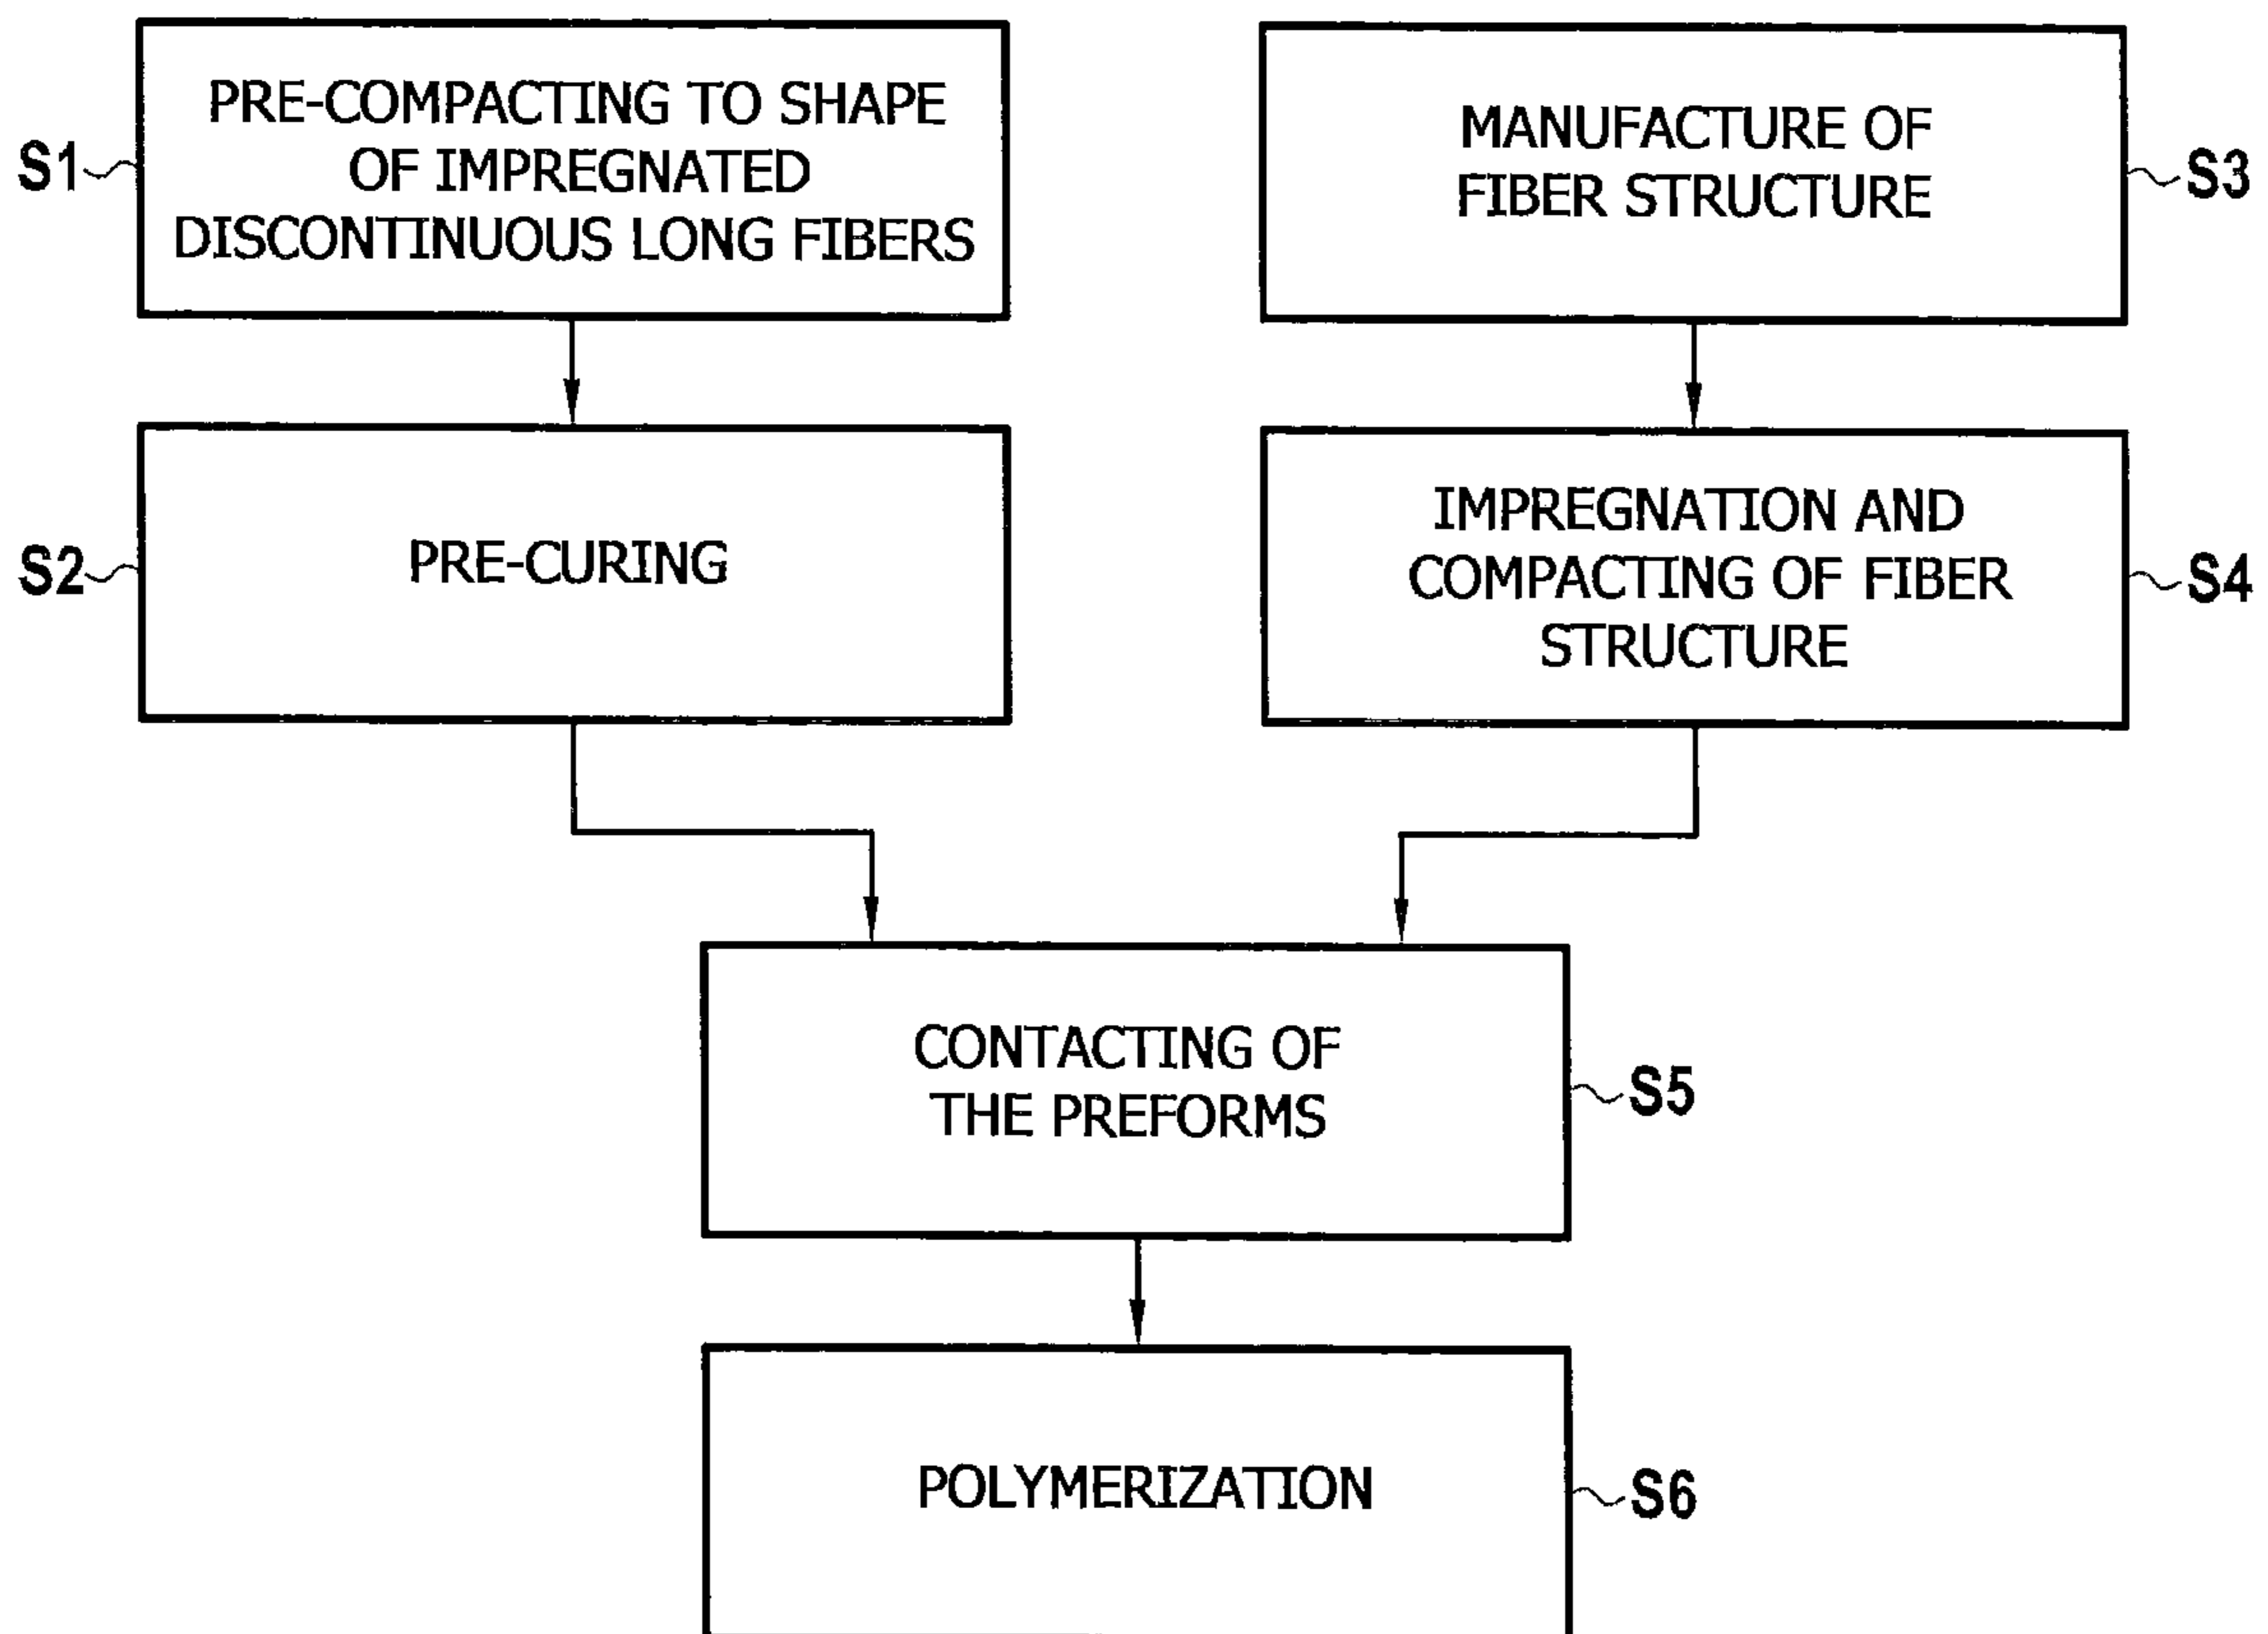 S1
PRE-COMPACTING TO SHAPE
OF IMPREGNATED
DISCONTINUOUS LONG FIBERS
MANUFACTURE OF
FIBER STRUCTURE
S3
S2
PRE-CURING
IMPREGNATION AND
COMPACTING OF FIBER
STRUCTURE
S4
CONTACTING OF
THE PREFORMS
S5
POLYMERIZATION
S6